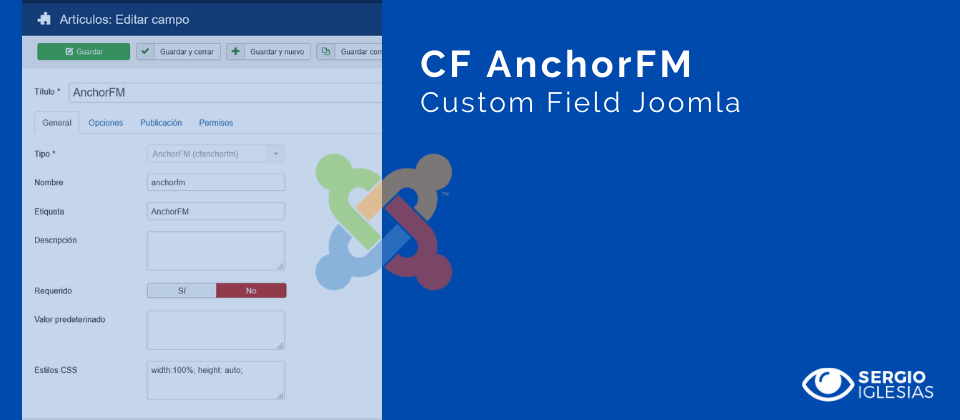 Artículos: Editar campo
Guardar
Guardar y cerrar
Guardar y nuevo
Guardar com
Título *
AnchorFM
General
Opciones
Publicación
Permisos
Tipo *
AnchorFM (cfanchorfm)
Nombre
anchorfm
Etiqueta
AnchorFM
Descripción
Requerido
Sí
No
Valor predeterminado
Estilos CSS
width:100%; height: auto;
CF AnchorFM
Custom Field Joomla
TM
SERGIO
IGLESIAS